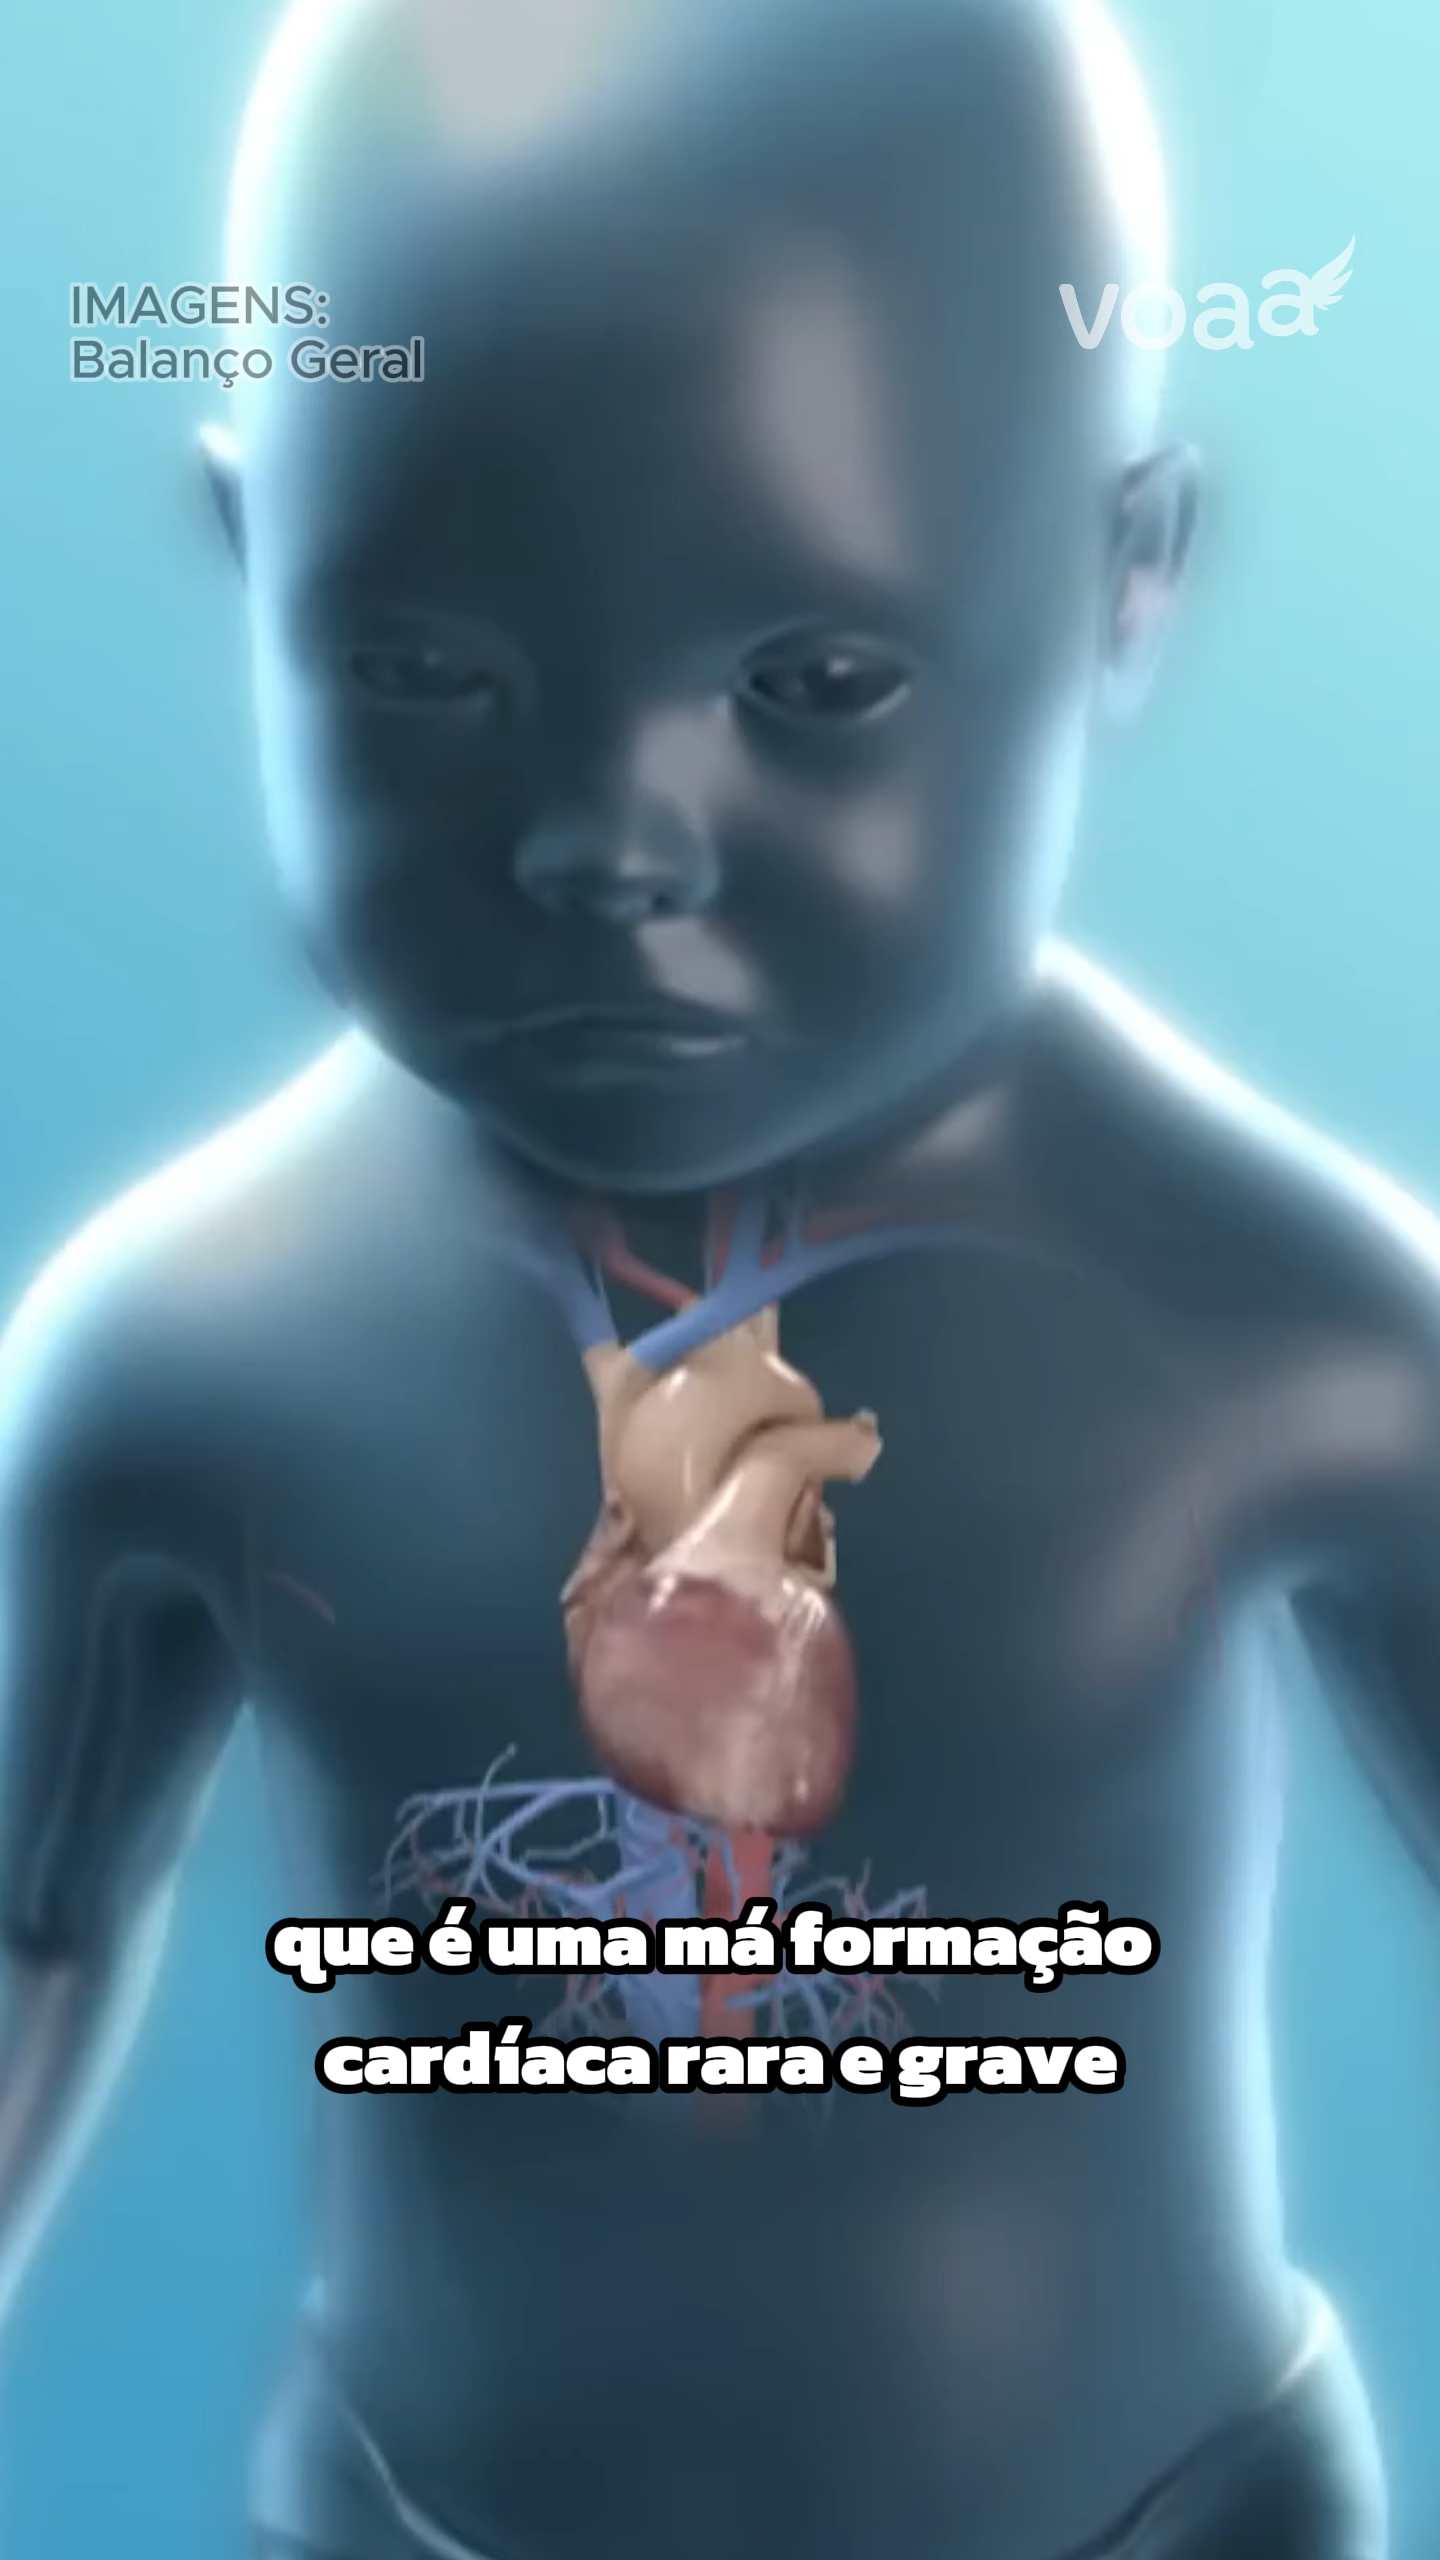 IMAGENS:
Balanço Geral
voaa
que é uma má formação
cardíaca rara e grave